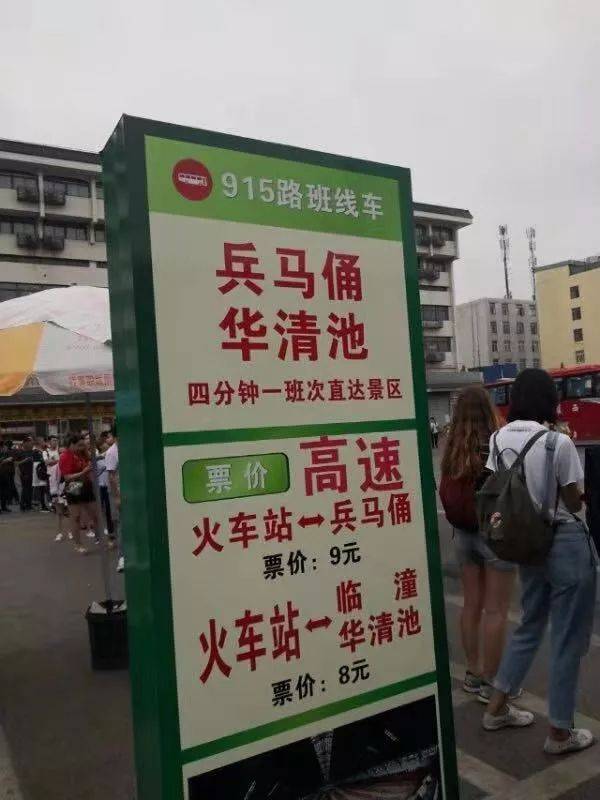 915路班线车
兵马俑
华清池
四分钟一班次直达景区
票价 高速
火车站↔兵马俑
票价：9元
火车站↔临潼华清池
票价：8元